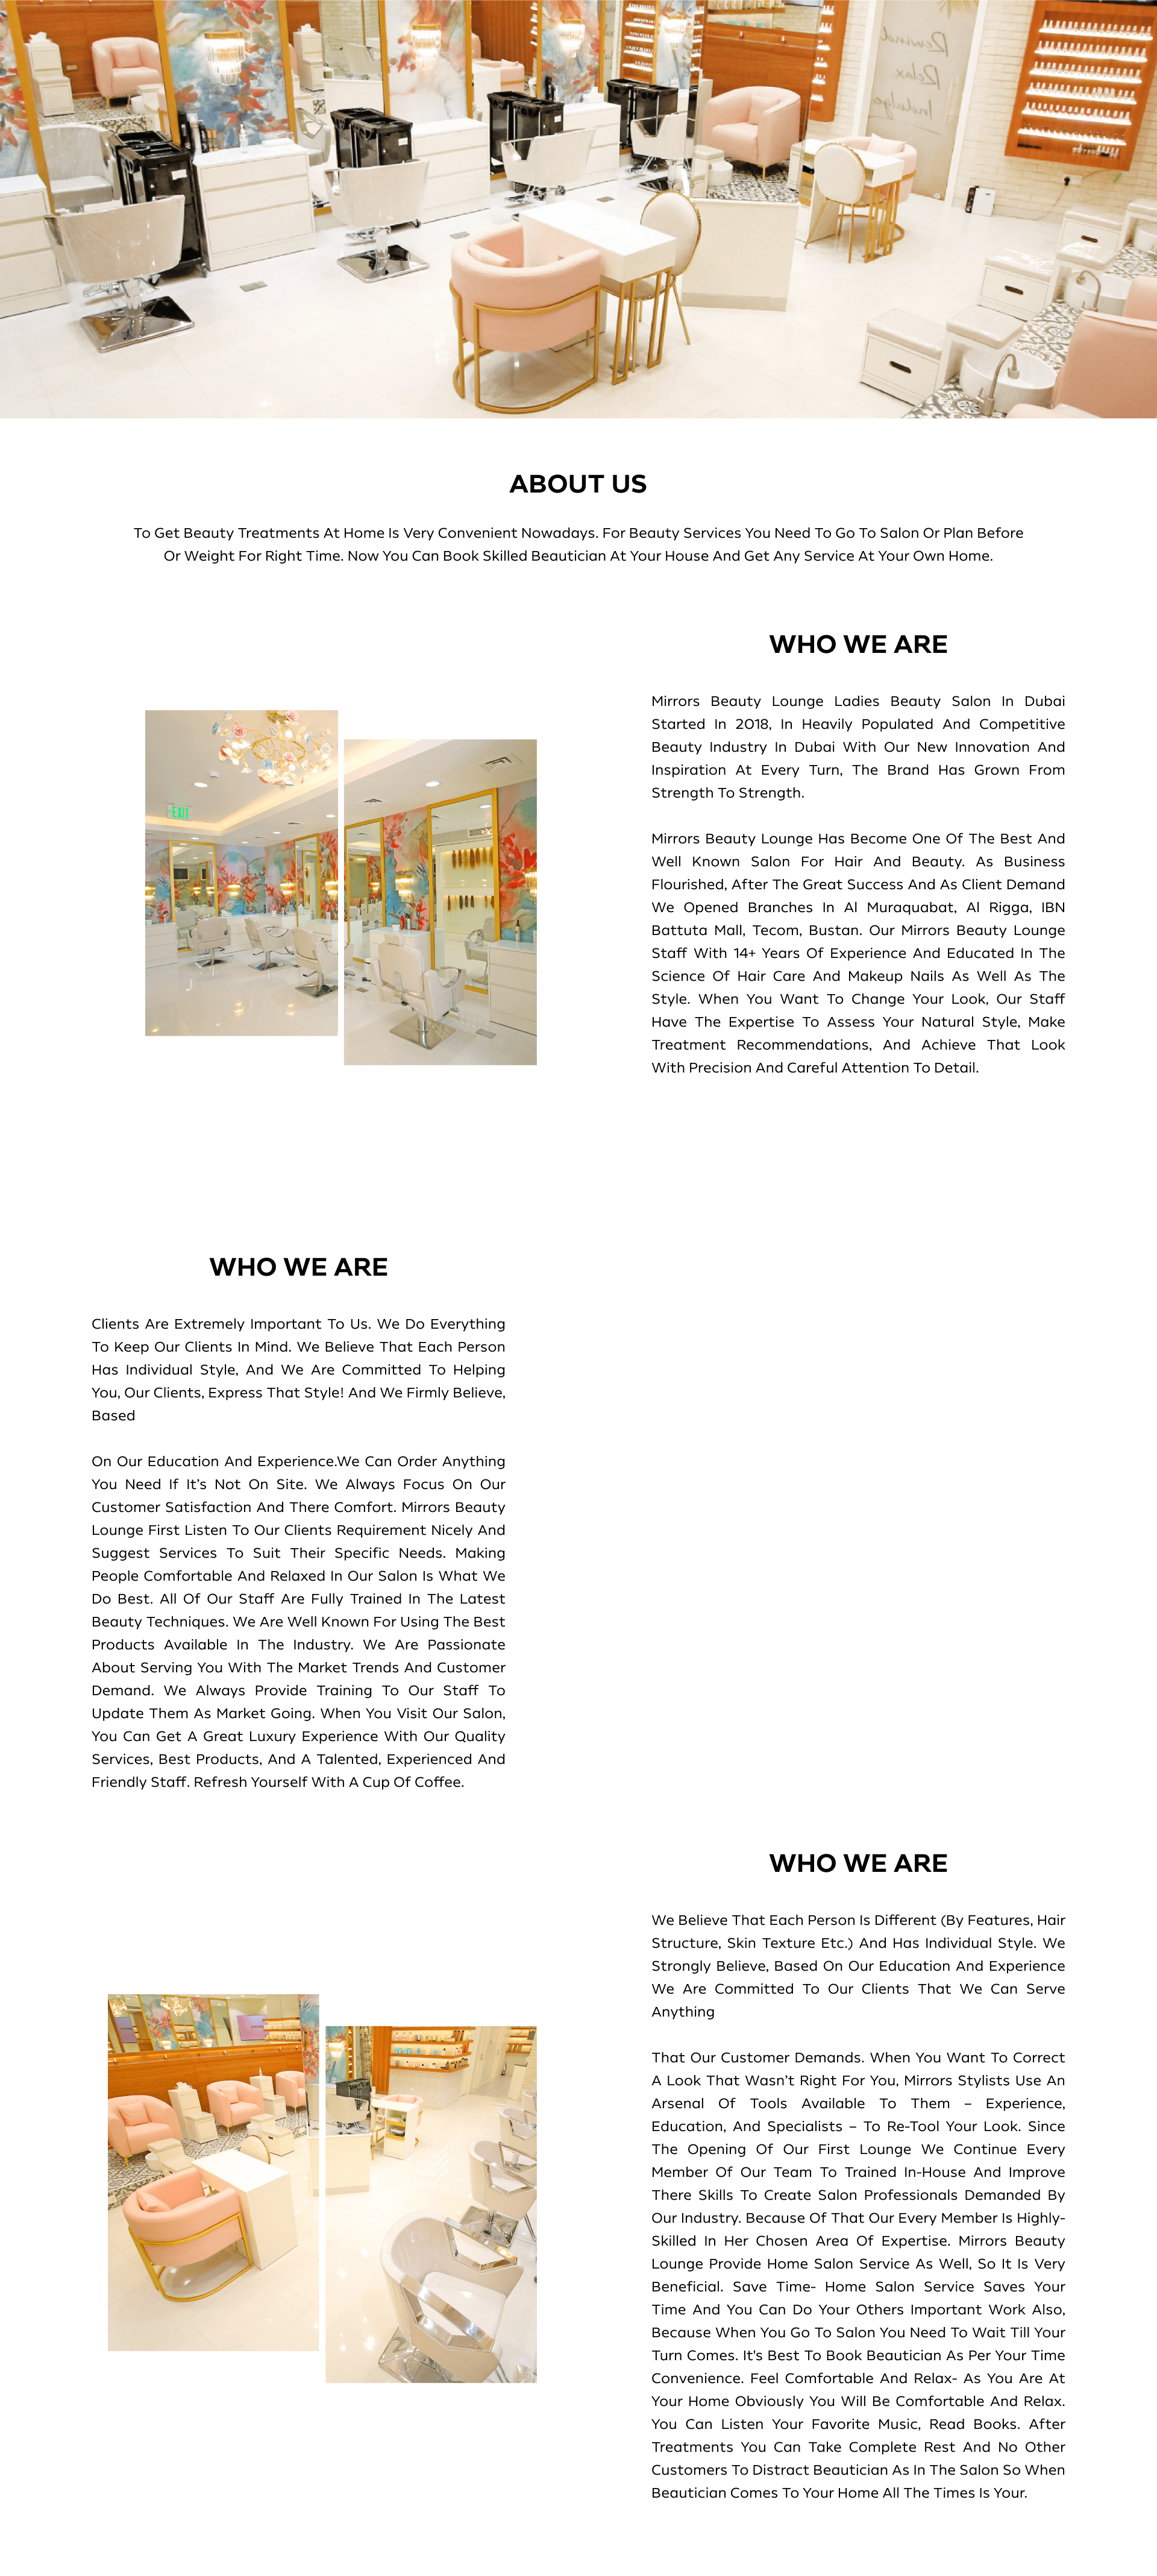 Rewind.
Relax.
Indulge
ABOUT US
To Get Beauty Treatments At Home Is Very Convenient Nowadays. For Beauty Services You Need To Go To Salon Or Plan Before
Or Weight For Right Time. Now You Can Book Skilled Beautician At Your House And Get Any Service At Your Own Home.
WHO WE ARE
Mirrors Beauty Lounge Ladies Beauty Salon In Dubai
Started In 2018, In Heavily Populated And Competitive
Beauty Industry In Dubai With Our New Innovation And
Inspiration At Every Turn, The Brand Has Grown From
Strength To Strength.
Mirrors Beauty Lounge Has Become One Of The Best And
Well Known Salon For Hair And Beauty. As Business
Flourished, After The Great Success And As Client Demand
We Opened Branches In Al Muraquabat, Al Rigga, IBN
Battuta Mall, Tecom, Bustan. Our Mirrors Beauty Lounge
Staff With 14+ Years Of Experience And Educated In The
Science Of Hair Care And Makeup Nails As Well As The
Style. When You Want To Change Your Look, Our Staff
Have The Expertise To Assess Your Natural Style, Make
Treatment Recommendations, And Achieve That Look
With Precision And Careful Attention To Detail.
EXIT
WHO WE ARE
Clients Are Extremely Important To Us. We Do Everything
To Keep Our Clients In Mind. We Believe That Each Person
Has Individual Style, And We Are Committed To Helping
You, Our Clients, Express That Style! And We Firmly Believe,
Based
On Our Education And Experience.We Can Order Anything
You Need If It's Not On Site. We Always Focus On Our
Customer Satisfaction And There Comfort. Mirrors Beauty
Lounge First Listen To Our Clients Requirement Nicely And
Suggest Services To Suit Their Specific Needs. Making
People Comfortable And Relaxed In Our Salon Is What We
Do Best. All Of Our Staff Are Fully Trained In The Latest
Beauty Techniques. We Are Well Known For Using The Best
Products Available In The Industry. We Are Passionate
About Serving You With The Market Trends And Customer
Demand. We Always Provide Training To Our Staff To
Update Them As Market Going. When You Visit Our Salon,
You Can Get A Great Luxury Experience With Our Quality
Services, Best Products, And A Talented, Experienced And
Friendly Staff. Refresh Yourself With A Cup Of Coffee.
WHO WE ARE
We Believe That Each Person Is Different (By Features, Hair
Structure, Skin Texture Etc.) And Has Individual Style. We
Strongly Believe, Based On Our Education And Experience
We Are Committed To Our Clients That We Can Serve
Anything
That Our Customer Demands. When You Want To Correct
A Look That Wasn't Right For You, Mirrors Stylists Use An
Arsenal Of Tools Available To Them – Experience,
Education, And Specialists – To Re-Tool Your Look. Since
The Opening Of Our First Lounge We Continue Every
Member Of Our Team To Trained In-House And Improve
There Skills To Create Salon Professionals Demanded By
Our Industry. Because Of That Our Every Member Is Highly-
Skilled In Her Chosen Area Of Expertise. Mirrors Beauty
Lounge Provide Home Salon Service As Well, So It Is Very
Beneficial. Save Time- Home Salon Service Saves Your
Time And You Can Do Your Others Important Work Also,
Because When You Go To Salon You Need To Wait Till Your
Turn Comes. It's Best To Book Beautician As Per Your Time
Convenience. Feel Comfortable And Relax- As You Are At
Your Home Obviously You Will Be Comfortable And Relax.
You Can Listen Your Favorite Music, Read Books. After
Treatments You Can Take Complete Rest And No Other
Customers To Distract Beautician As In The Salon So When
Beautician Comes To Your Home All The Times Is Your.